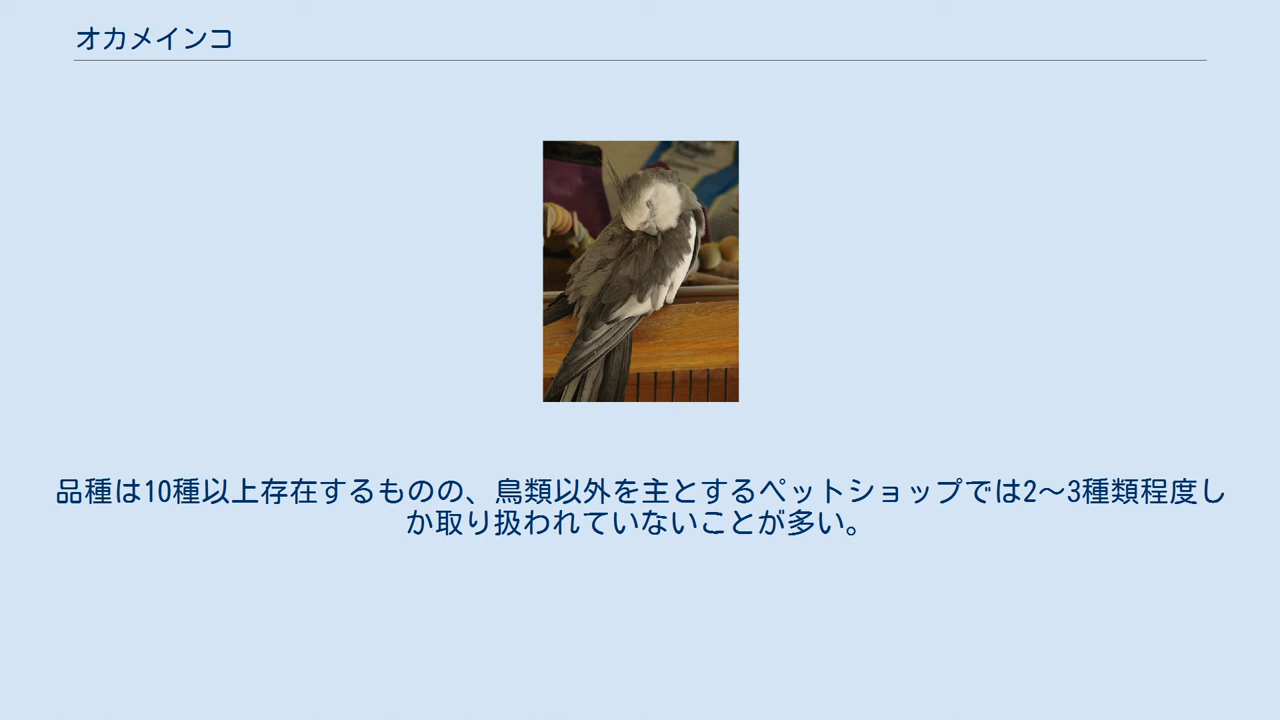 オカメインコ
品種は10種以上存在するものの、鳥類以外を主とするペットショップでは2～3種類程度し
か取り扱われていないことが多い。